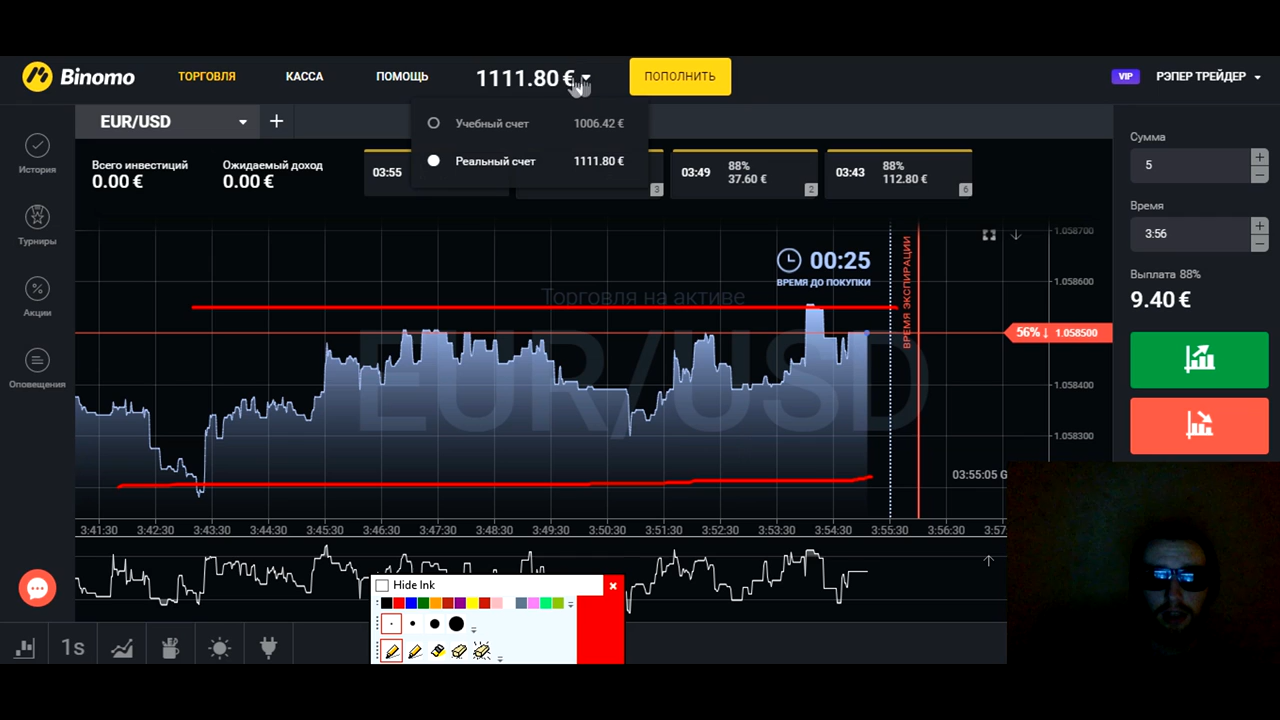 Binomo
ТОРГОВЛЯ
КАССА
ПОМОЩЬ
1111.80 €
ПОПОЛНИТЬ
VIP
РЭПЕР ТРЕЙДЕР
EUR/USD
+
Учебный счет 1006.42 €
Реальный счет 1111.80 €
Всего инвестиций
0.00 €
Ожидаемый доход
0.00 €
03:55
3
03:49
88%
37.60 €
2
03:43
88%
112.80 €
6
История
Турниры
Акции
Оповещения
Сумма
5
Время
3:56
Выплата 88%
9.40 €
00:25
ВРЕМЯ ДО ПОКУПКИ
ВРЕМЯ ЭКСПИРАЦИИ
Торговля на активе
EUR/USD
1.058700
1.058600
56% ↓ 1.058500
1.058400
1.058300
03:55:05 G
3:41:30 3:42:30 3:43:30 3:44:30 3:45:30 3:46:30 3:47:30 3:48:30 3:49:30 3:50:30 3:51:30 3:52:30 3:53:30 3:54:30 3:55:30 3:56:30 3:57
Hide Ink
1s